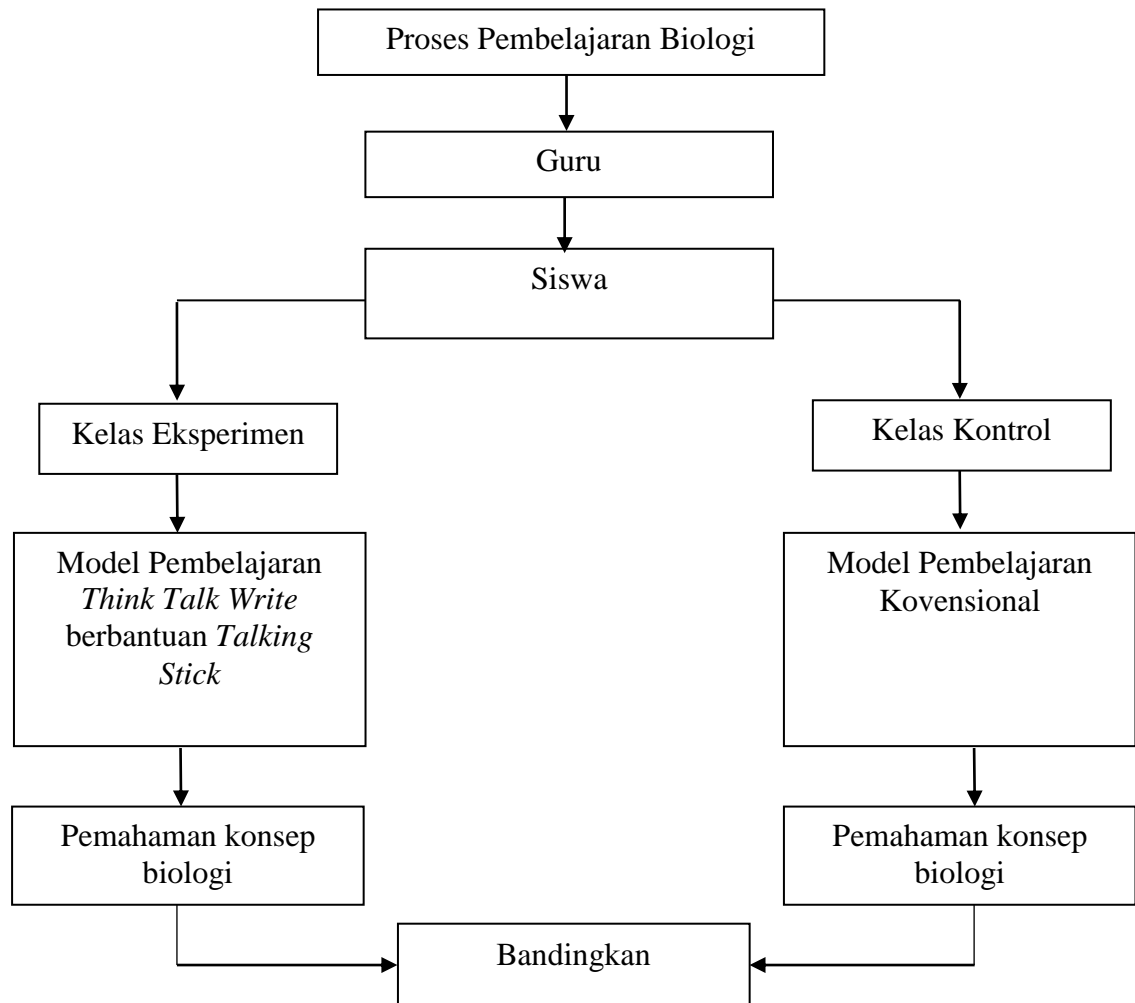 Proses Pembelajaran Biologi
Guru
Siswa
Kelas Eksperimen
Kelas Kontrol
Model Pembelajaran
Think Talk Write
berbantuan Talking
Stick
Model Pembelajaran
Kovensional
Pemahaman konsep
biologi
Pemahaman konsep
biologi
Bandingkan